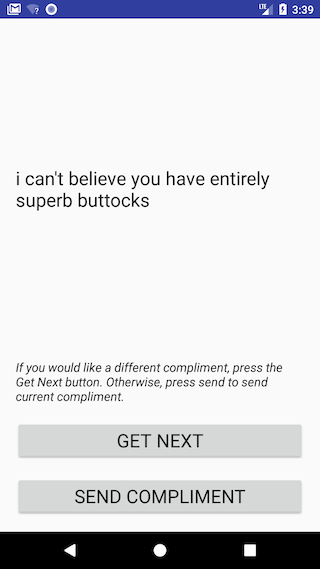 LTE 3:39
i can't believe you have entirely
superb buttocks
If you would like a different compliment, press the
Get Next button. Otherwise, press send to send
current compliment.
GET NEXT
SEND COMPLIMENT